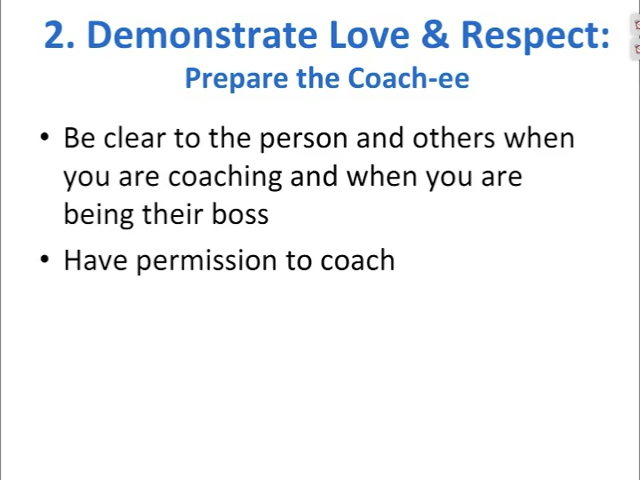 2. Demonstrate Love & Respect:
Prepare the Coach-ee
• Be clear to the person and others when
you are coaching and when you are
being their boss
• Have permission to coach